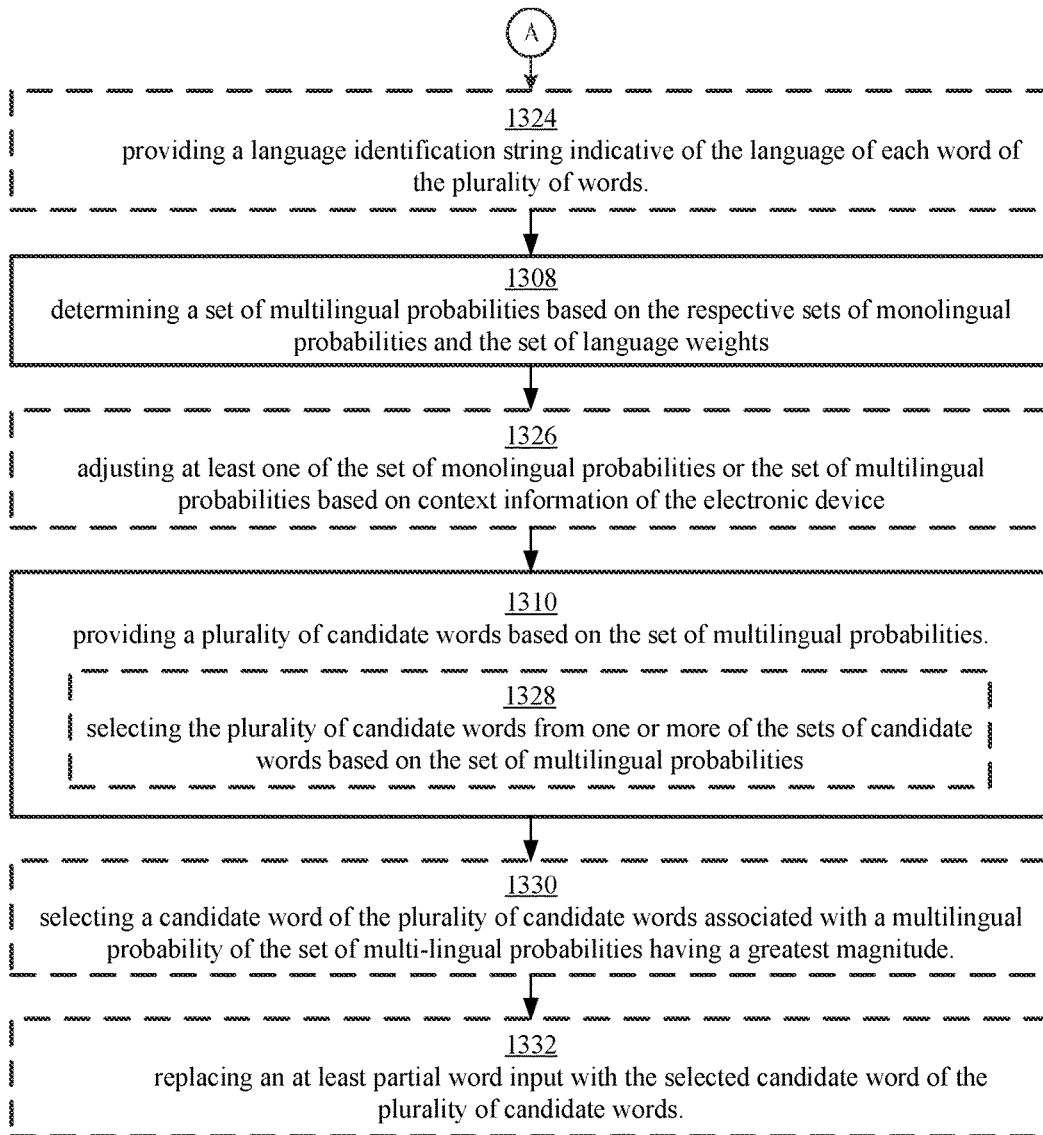 A
1324
providing a language identification string indicative of the language of each word of
the plurality of words.
1308
determining a set of multilingual probabilities based on the respective sets of monolingual
probabilities and the set of language weights
1326
adjusting at least one of the set of monolingual probabilities or the set of multilingual
probabilities based on context information of the electronic device
1310
providing a plurality of candidate words based on the set of multilingual probabilities.
1328
selecting the plurality of candidate words from one or more of the sets of candidate
words based on the set of multilingual probabilities
1330
selecting a candidate word of the plurality of candidate words associated with a multilingual
probability of the set of multi-lingual probabilities having a greatest magnitude.
1332
replacing an at least partial word input with the selected candidate word of the
plurality of candidate words.